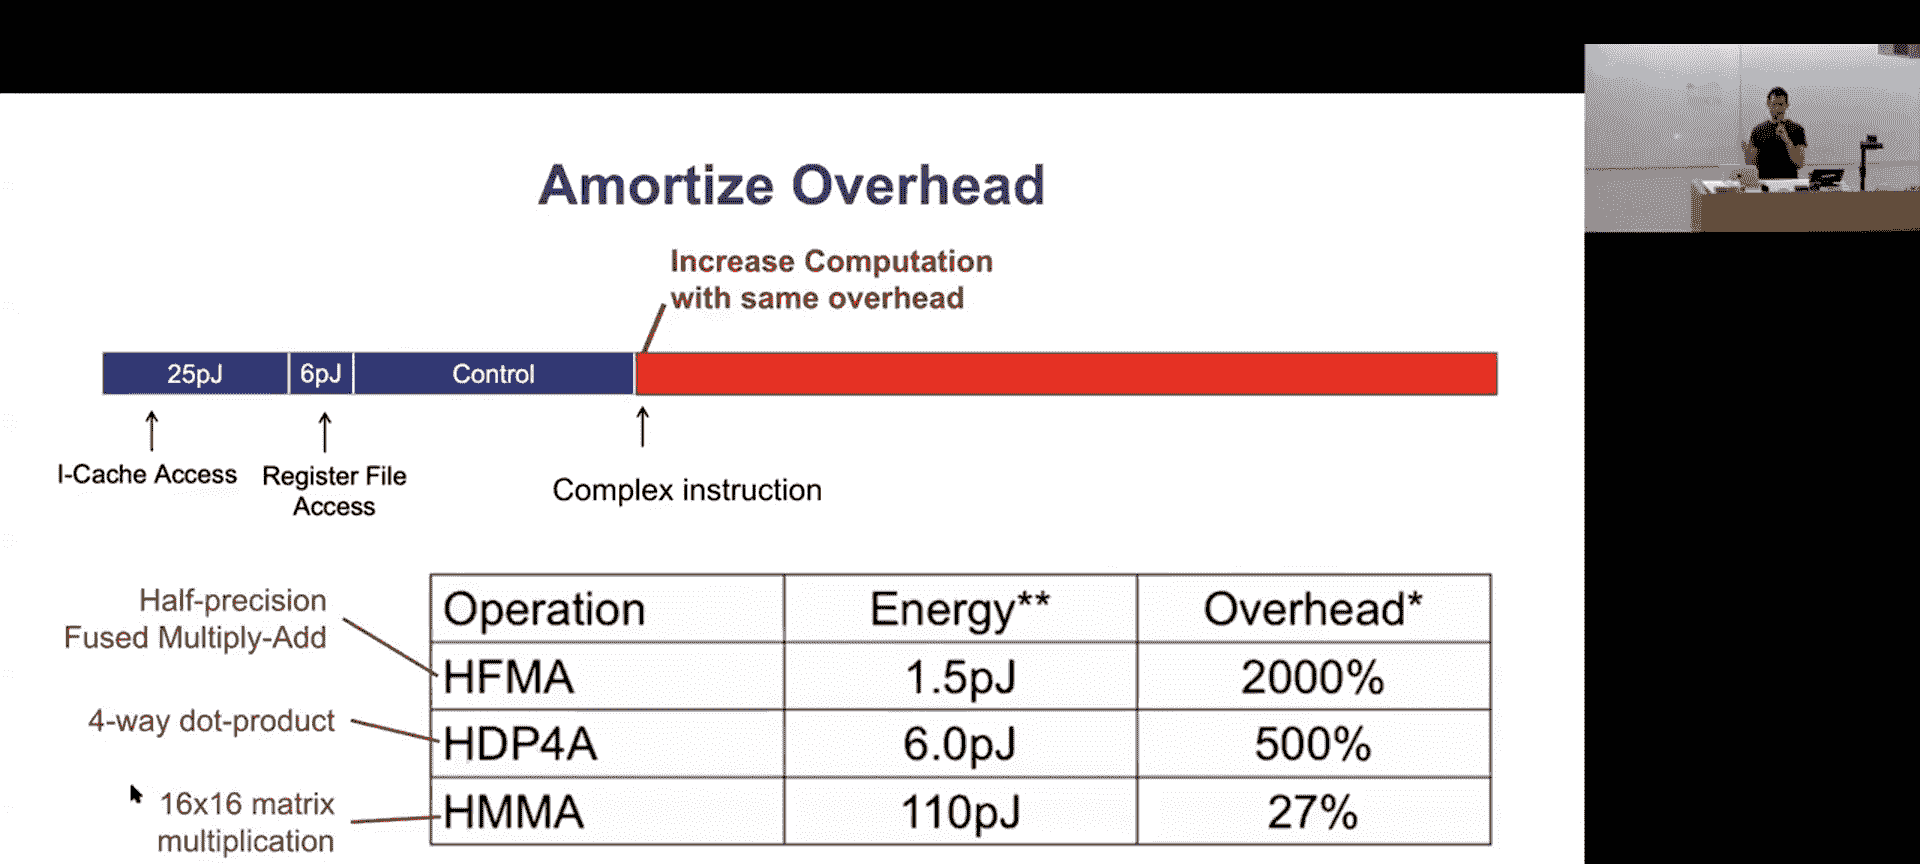 Amortize Overhead
Increase Computation
with same overhead
25pJ 6pJ Control
I-Cache Access
Register File
Access
Complex instruction
Half-precision
Fused Multiply-Add
4-way dot-product
16x16 matrix
multiplication
Operation Energy** Overhead*
HFMA 1.5pJ 2000%
HDP4A 6.0pJ 500%
HMMA 110pJ 27%